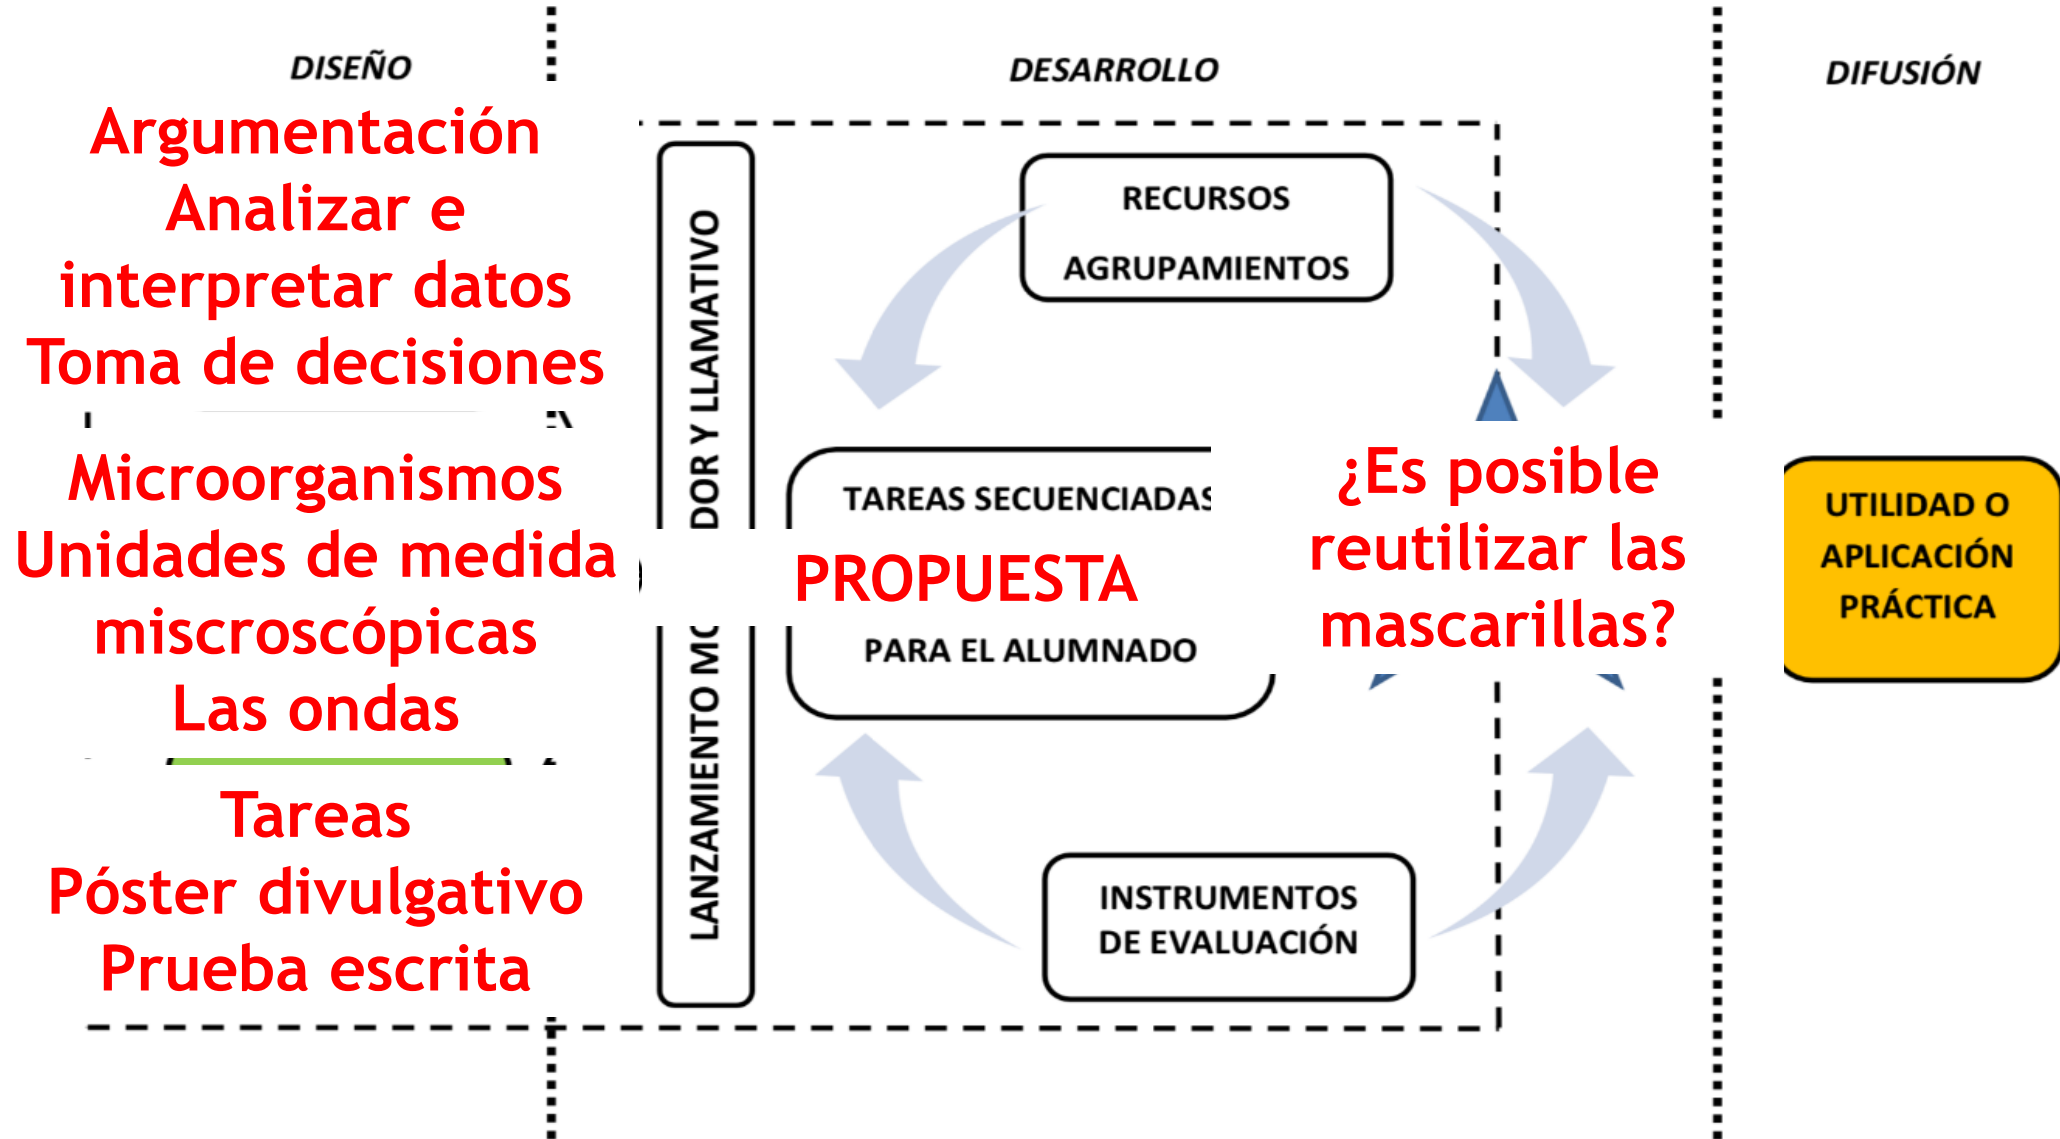 DISEÑO
DESARROLLO
DIFUSIÓN
Argumentación
Analizar e
interpretar datos
Toma de decisiones
Microorganismos
Unidades de medida
miscroscópicas
Las ondas
Tareas
Póster divulgativo
Prueba escrita
LANZAMIENTO DOR Y LLAMATIVO
RECURSOS
AGRUPAMIENTOS
TAREAS SECUENCIADAS
PROPUESTA
PARA EL ALUMNADO
¿Es posible
reutilizar las
mascarillas?
INSTRUMENTOS
DE EVALUACIÓN
UTILIDAD O
APLICACIÓN
PRÁCTICA